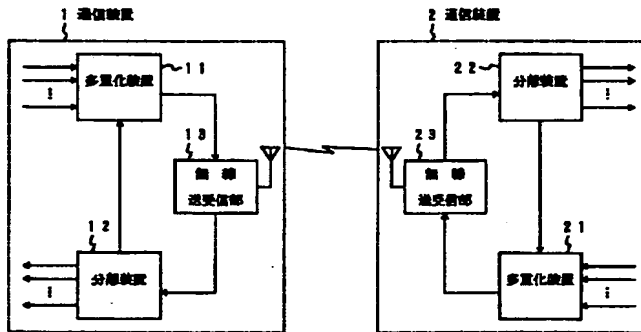 1 通信装置
多重化装置
11
13
無線
送受信部
12
分離装置
2 通信装置
22
分離装置
23
無線
送受信部
21
多重化装置